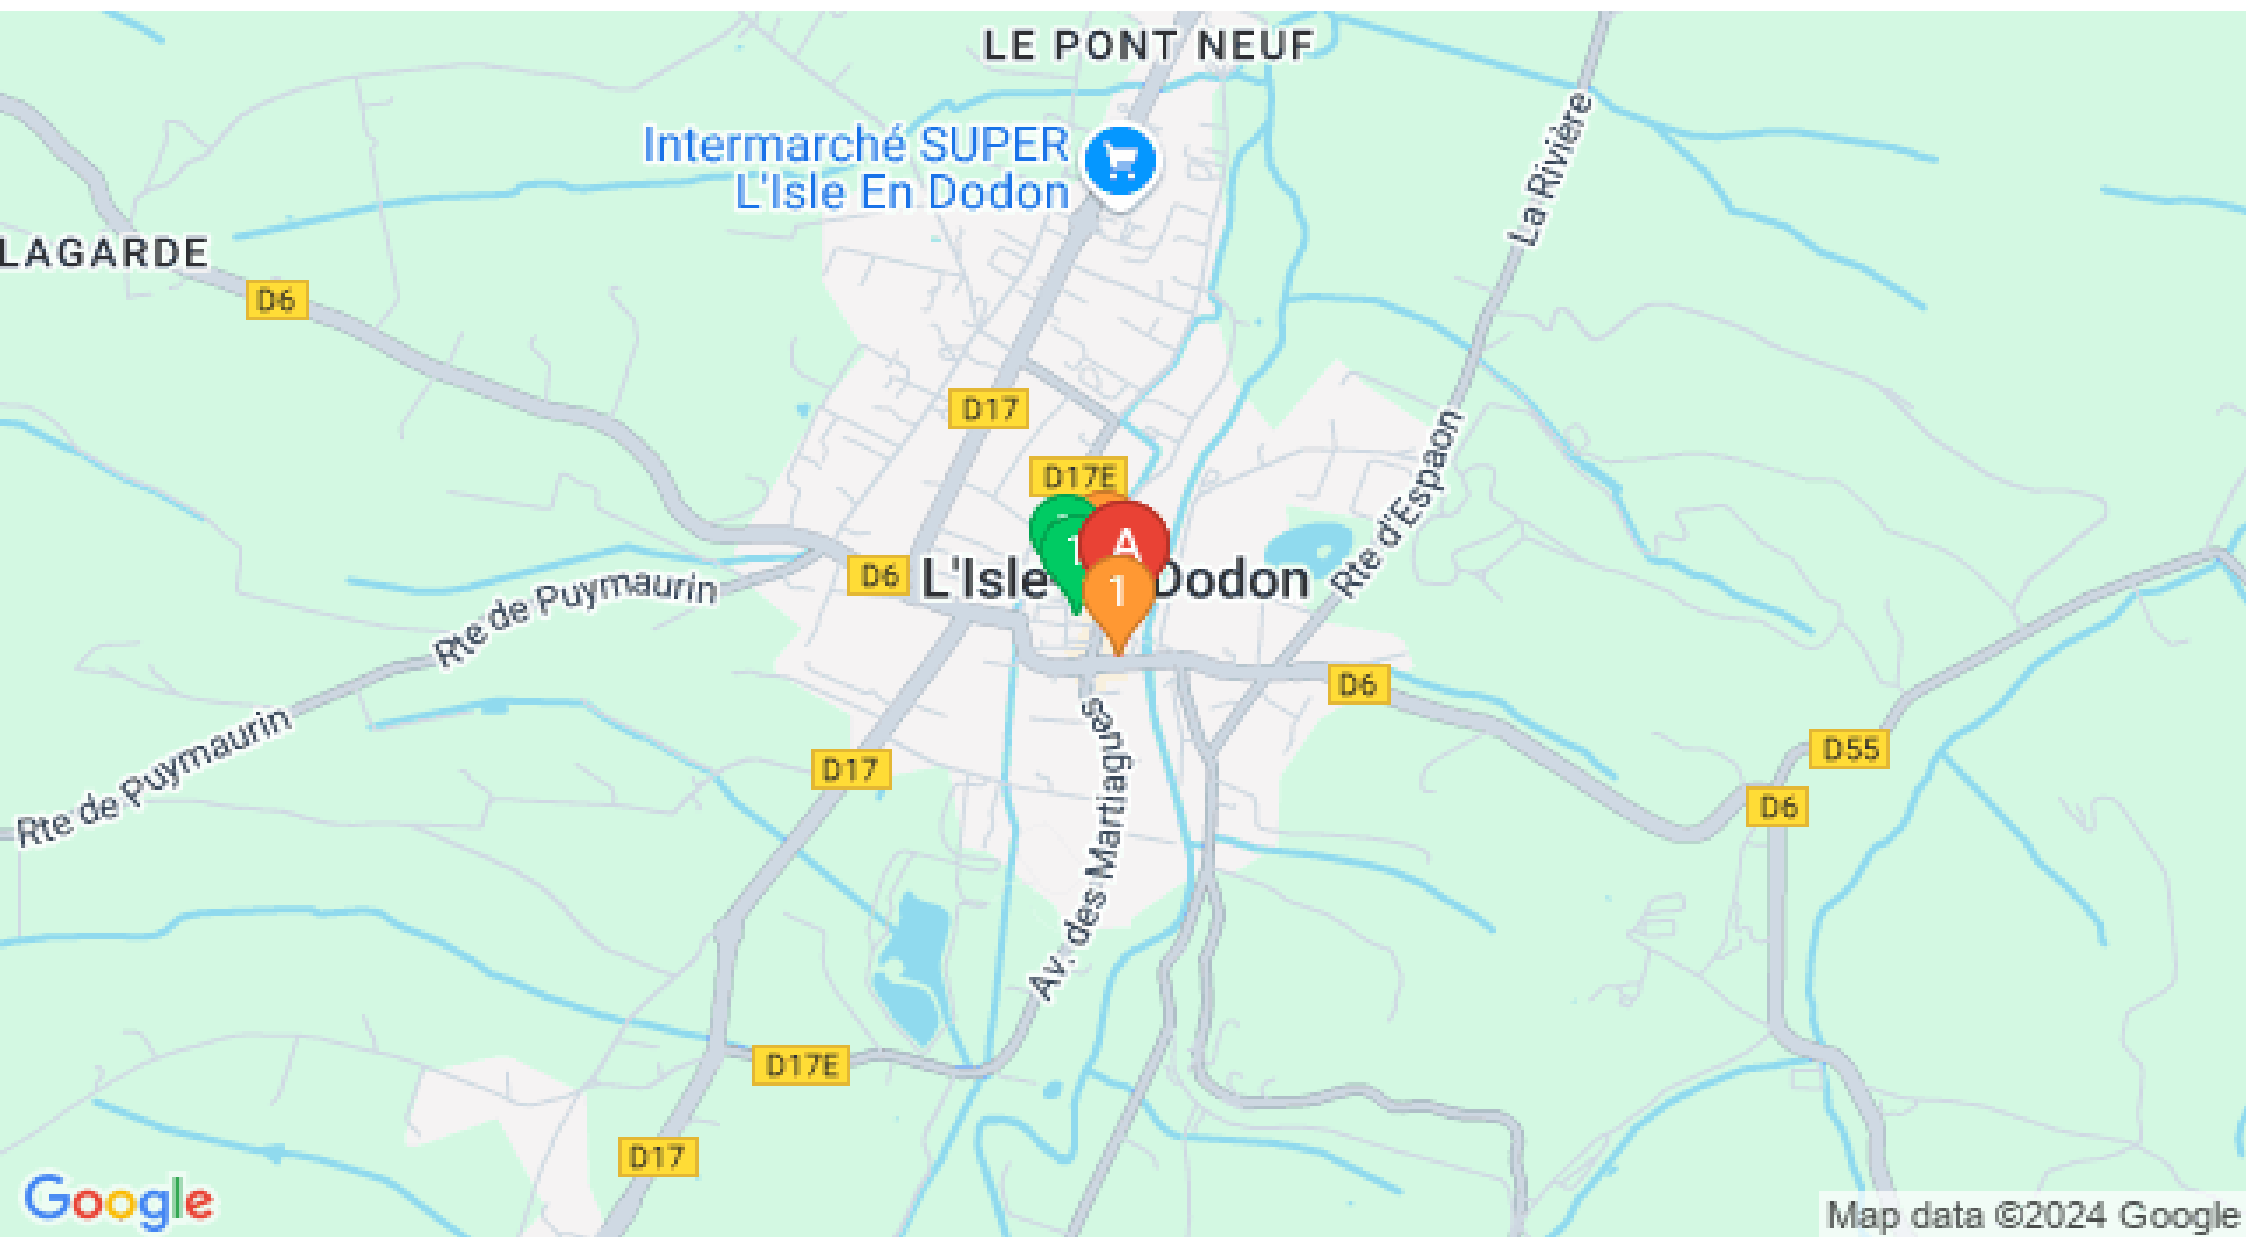 LE PONT NEUF
Intermarché SUPER
L'Isle En Dodon
La Rivière
LAGARDE
D6
D17
D17E
Rte d'Espaon
A
1
1
D6
L'Isle
Dodon
Rte de Puymaurin
D6
Rte de Puymaurin
D17
Av. des Martiagues
D55
D6
D17E
D17
Google
Map data ©2024 Google